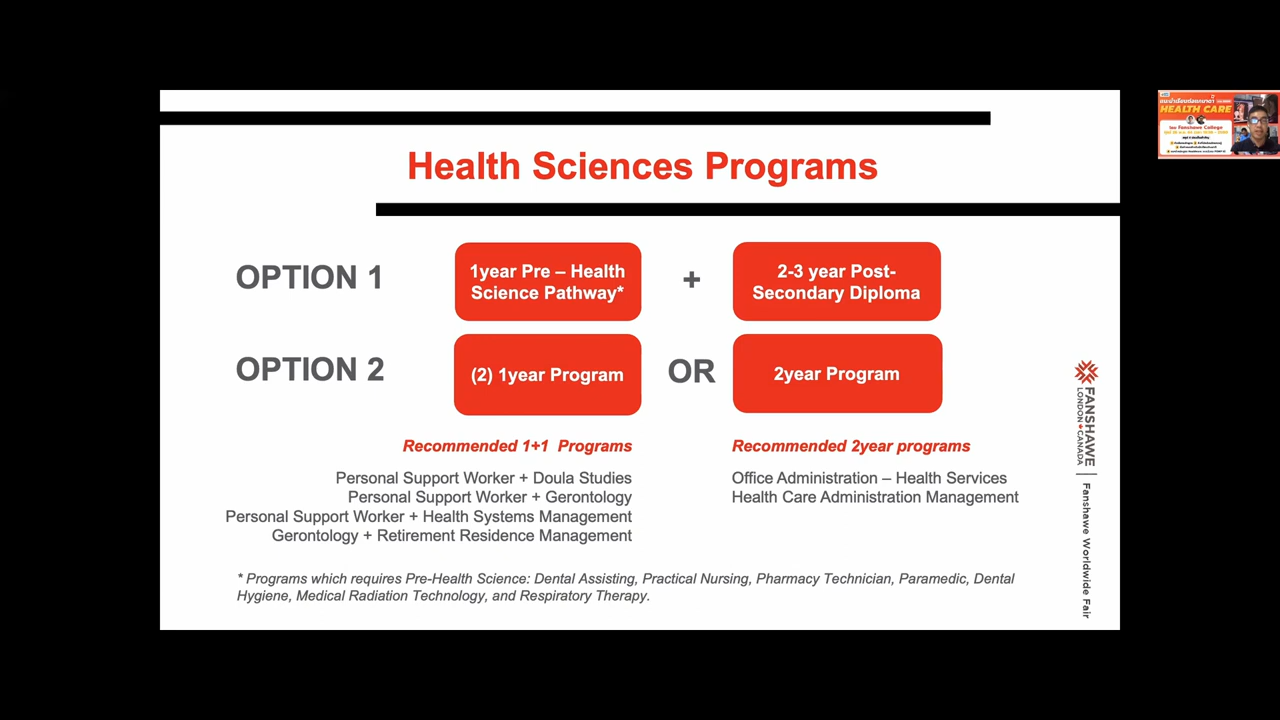 Health Sciences Programs
OPTION 1
1year Pre – Health
Science Pathway*
+
2-3 year Post-
Secondary Diploma
OPTION 2
(2) 1year Program
OR
2year Program
Recommended 1+1 Programs
Personal Support Worker + Doula Studies
Personal Support Worker + Gerontology
Personal Support Worker + Health Systems Management
Gerontology + Retirement Residence Management
Recommended 2year programs
Office Administration – Health Services
Health Care Administration Management
* Programs which requires Pre-Health Science: Dental Assisting, Practical Nursing, Pharmacy Technician, Paramedic, Dental
Hygiene, Medical Radiation Technology, and Respiratory Therapy.
FANSHAWE
LONDON CANADA
Fanshawe Worldwide Fair
HEALTH CARE
โดย Fanshawe College